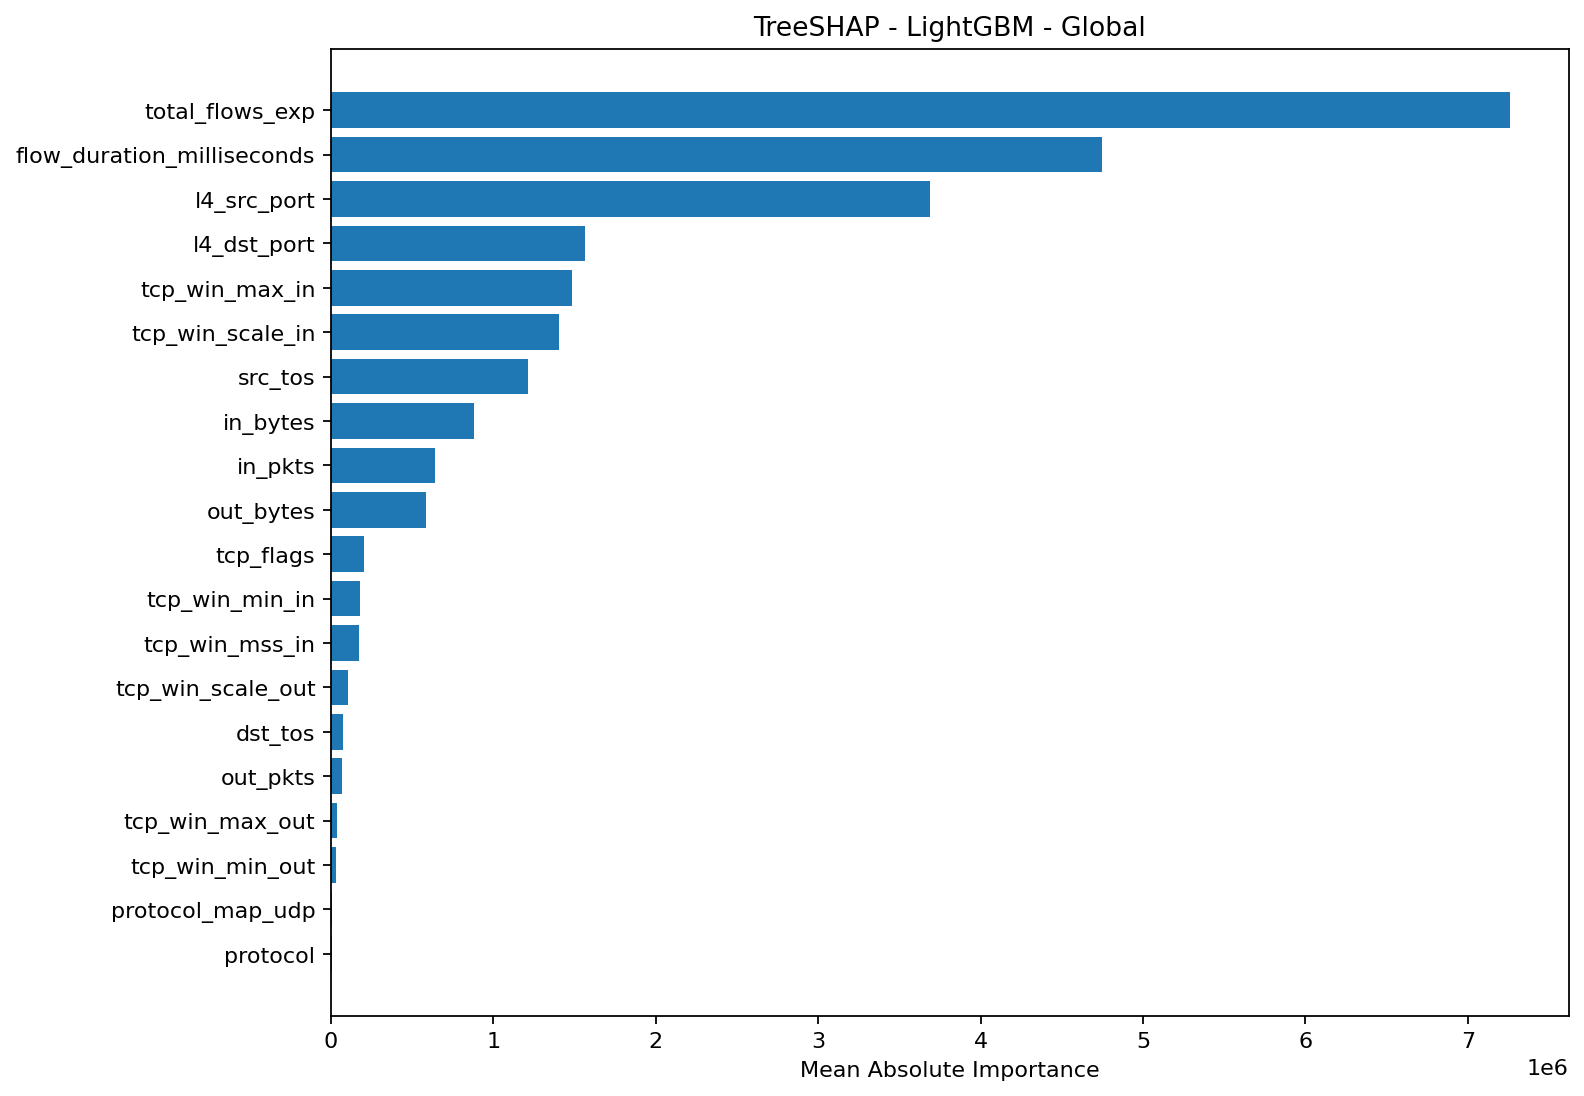 TreeSHAP - LightGBM - Global
total_flows_exp
flow_duration_milliseconds
l4_src_port
l4_dst_port
tcp_win_max_in
tcp_win_scale_in
src_tos
in_bytes
in_pkts
out_bytes
tcp_flags
tcp_win_min_in
tcp_win_mss_in
tcp_win_scale_out
dst_tos
out_pkts
tcp_win_max_out
tcp_win_min_out
protocol_map_udp
protocol
0 1 2 3 4 5 6 7
Mean Absolute Importance
1e6